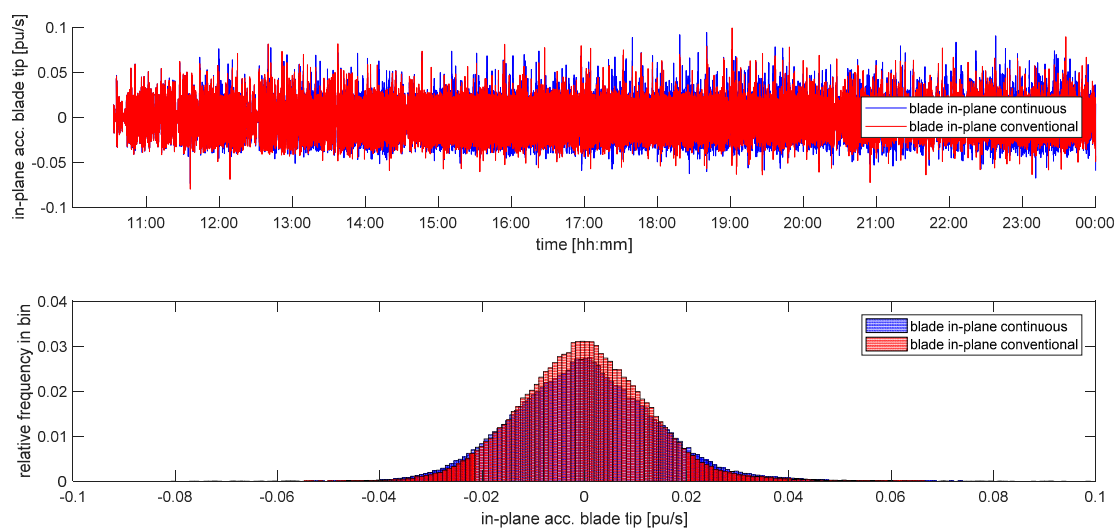 in-plane acc. blade tip [pu/s]
0.1
0.05
0
-0.05
-0.1
blade in-plane continuous
blade in-plane conventional
11:00 12:00 13:00 14:00 15:00 16:00 17:00 18:00 19:00 20:00 21:00 22:00 23:00 00:00
time [hh:mm]
relative frequency in bin
0.04
0.03
0.02
0.01
0
blade in-plane continuous
blade in-plane conventional
-0.1 -0.08 -0.06 -0.04 -0.02 0 0.02 0.04 0.06 0.08 0.1
in-plane acc. blade tip [pu/s]